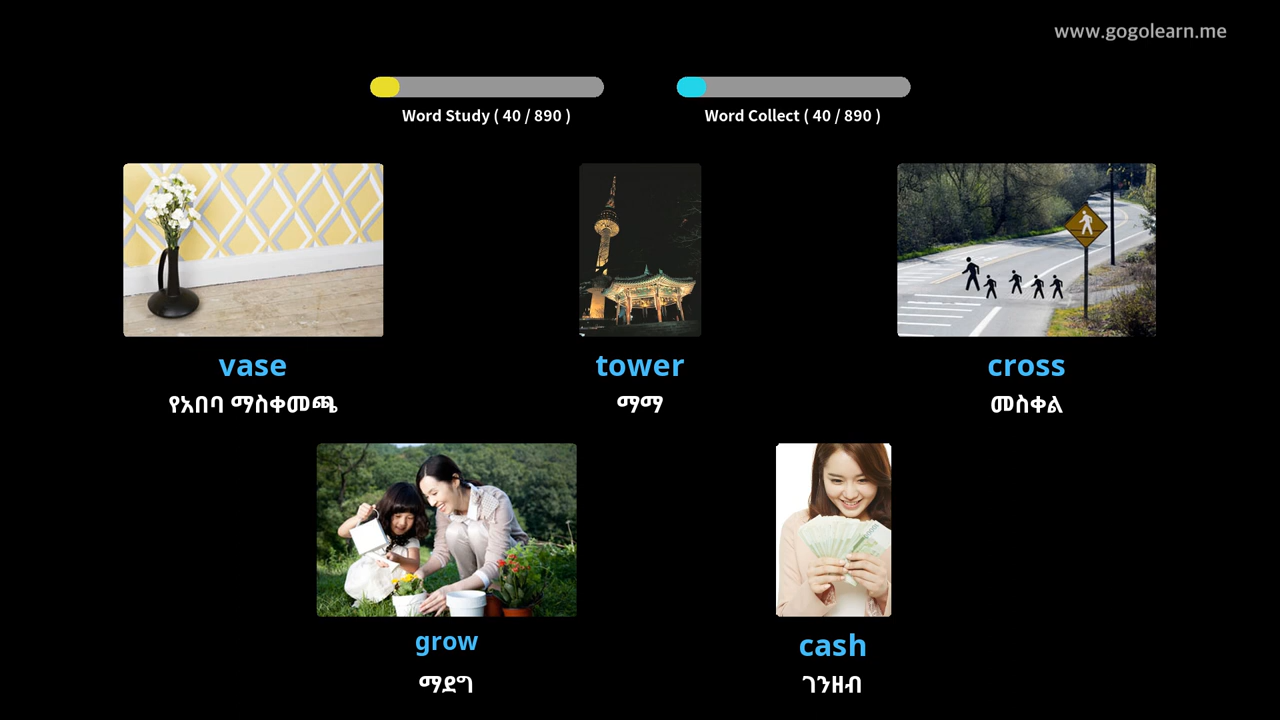 www.gogolearn.me
Word Study ( 40 / 890 )
Word Collect ( 40 / 890 )
vase
የአበባ ማስቀመጫ
tower
ማማ
cross
መስቀል
grow
ማደግ
cash
ገንዘብ